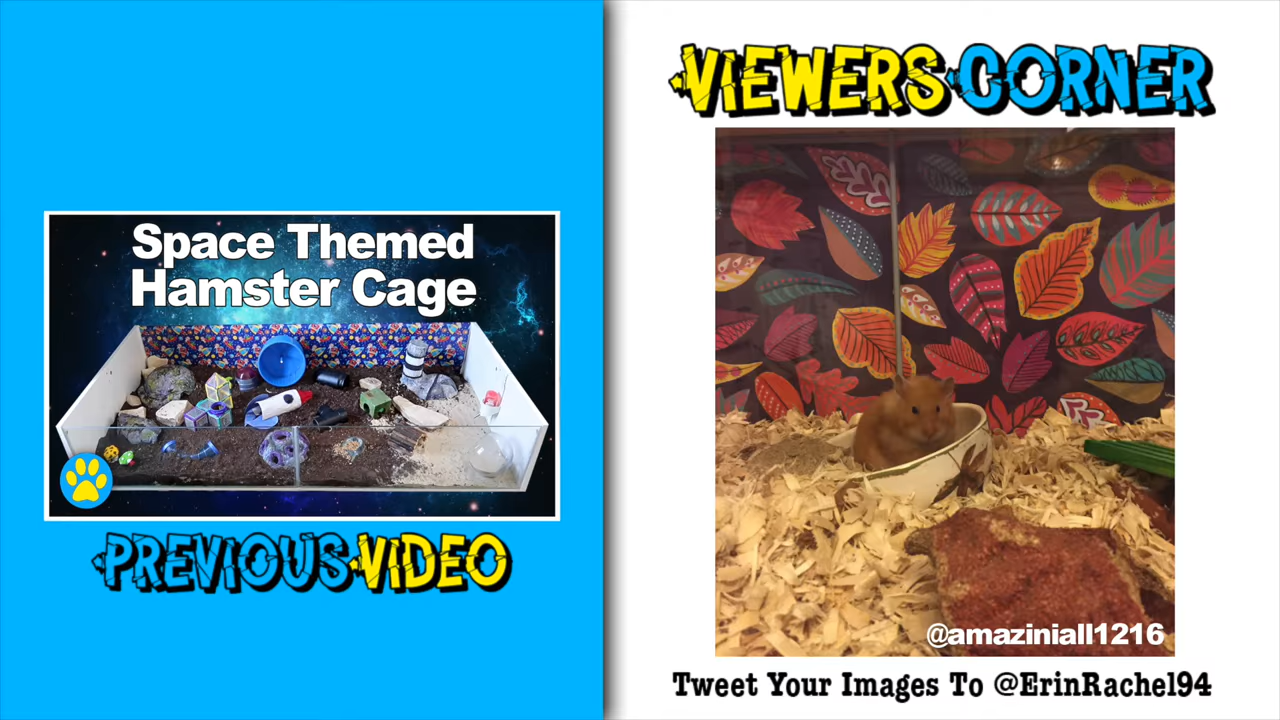 Space Themed
Hamster Cage
PREVIOUS VIDEO
VIEWERS CORNER
@amaziniall1216
Tweet Your Images To @ErinRachel94